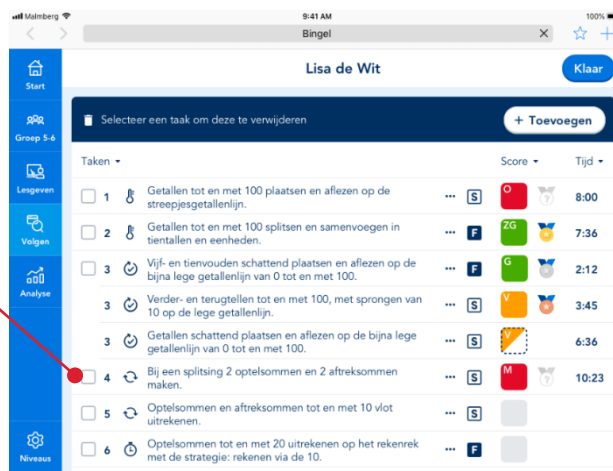 Malmberg 9:41 AM 100%
Bingel
Lisa de Wit
Klaar
Start
Selecteer een taak om deze te verwijderen
+ Toevoegen
Groep 5-6
Taken Score Tijd
Lesgeven
1 Getallen tot en met 100 plaatsen en aflezen op de
streepjesgetallenlijn.
... S O ? 8:00
2 Getallen tot en met 100 splitsen en samenvoegen in
tientallen en eenheden.
... F ZG 7:36
Volgen
3 Vijf- en tienvouden schattend plaatsen en aflezen op de
bijna lege getallenlijn van 0 tot en met 100.
... F G 2:12
Analyse
3 Verder- en terugtellen tot en met 100, met sprongen van
10 op de lege getallenlijn.
... S V 3:45
3 Getallen schattend plaatsen en aflezen op de bijna lege
getallenlijn van 0 tot en met 100.
... S V 6:36
4 Bij een splitsing 2 optelsommen en 2 aftreksommen
maken.
... S M ? 10:23
5 Optelsommen en aftreksommen tot en met 10 vlot
uitrekenen.
... S
6 Optelsommen tot en met 20 uitrekenen op het rekenrek
met de strategie: rekenen via de 10.
... F
Niveaus